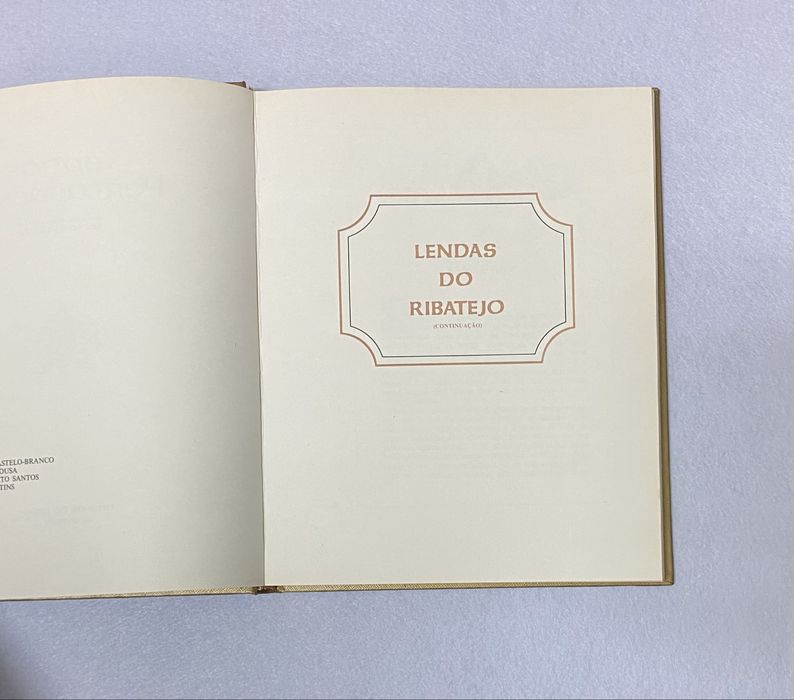 ASTELO-BRANCO
OUSA
TO SANTOS
TINS
LENDAS
DO
RIBATEJO
(CONTINUAÇÃO)